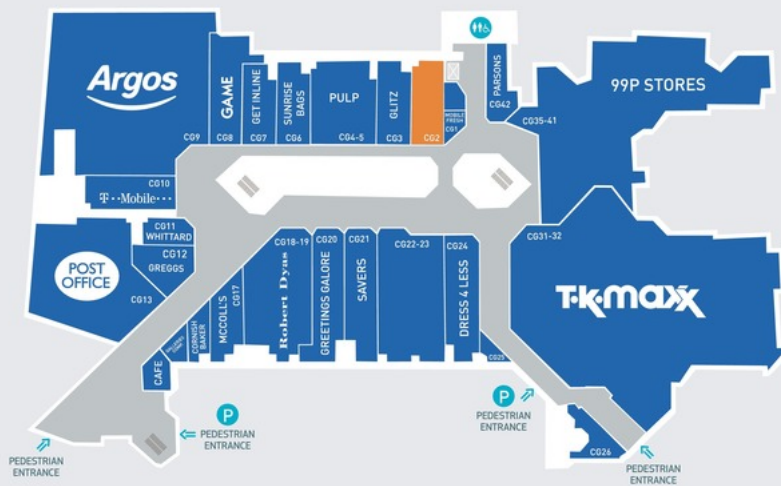 Argos
CG9
GAME
CG8
GET INLINE
CG7
SUNRISE
BAGS
CG6
PULP
CG4-5
GLITZ
CG3
CG2
MOBILE
FRESH
CG1
PARSONS
CG42
CG35-41
99P STORES
CG10
T··Mobile···
CG11
WHITTARD
CG12
GREGGS
POST
OFFICE
CG13
CORNISH
BAKER
MCCOLL'S
CG17
CG18-19
Robert Dyas
CG20
GREETINGS GALORE
CG21
SAVERS
CG22-23
CG24
DRESS 4 LESS
CG25
CG31-32
T·K·maxx
CAFE
P
PEDESTRIAN
ENTRANCE
P
PEDESTRIAN
ENTRANCE
PEDESTRIAN
ENTRANCE
CG26
PEDESTRIAN
ENTRANCE